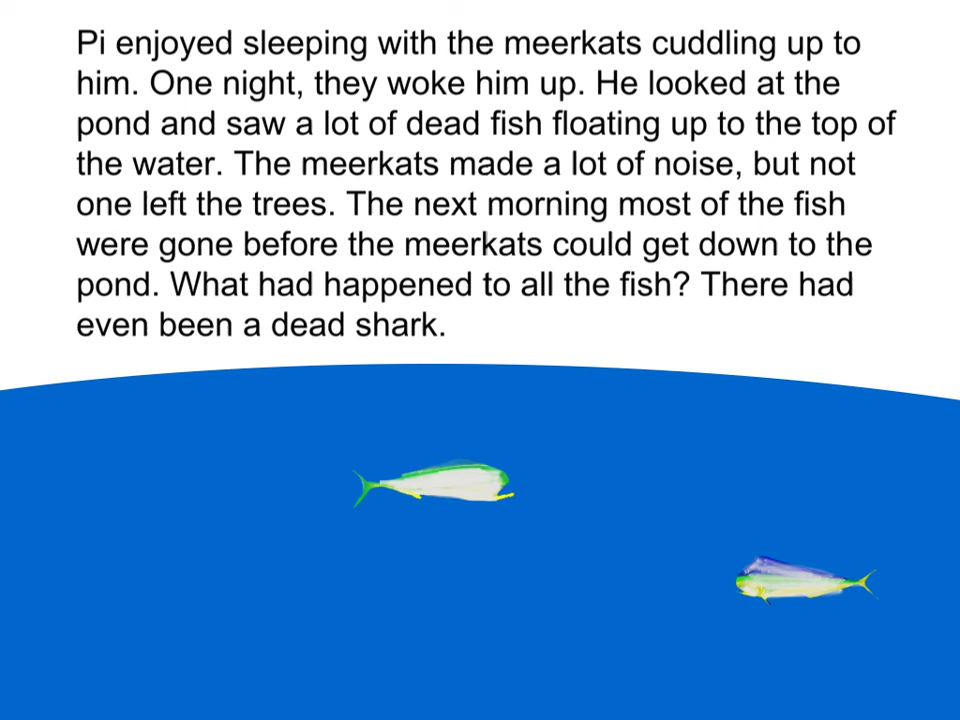 Pi enjoyed sleeping with the meerkats cuddling up to
him. One night, they woke him up. He looked at the
pond and saw a lot of dead fish floating up to the top of
the water. The meerkats made a lot of noise, but not
one left the trees. The next morning most of the fish
were gone before the meerkats could get down to the
pond. What had happened to all the fish? There had
even been a dead shark.